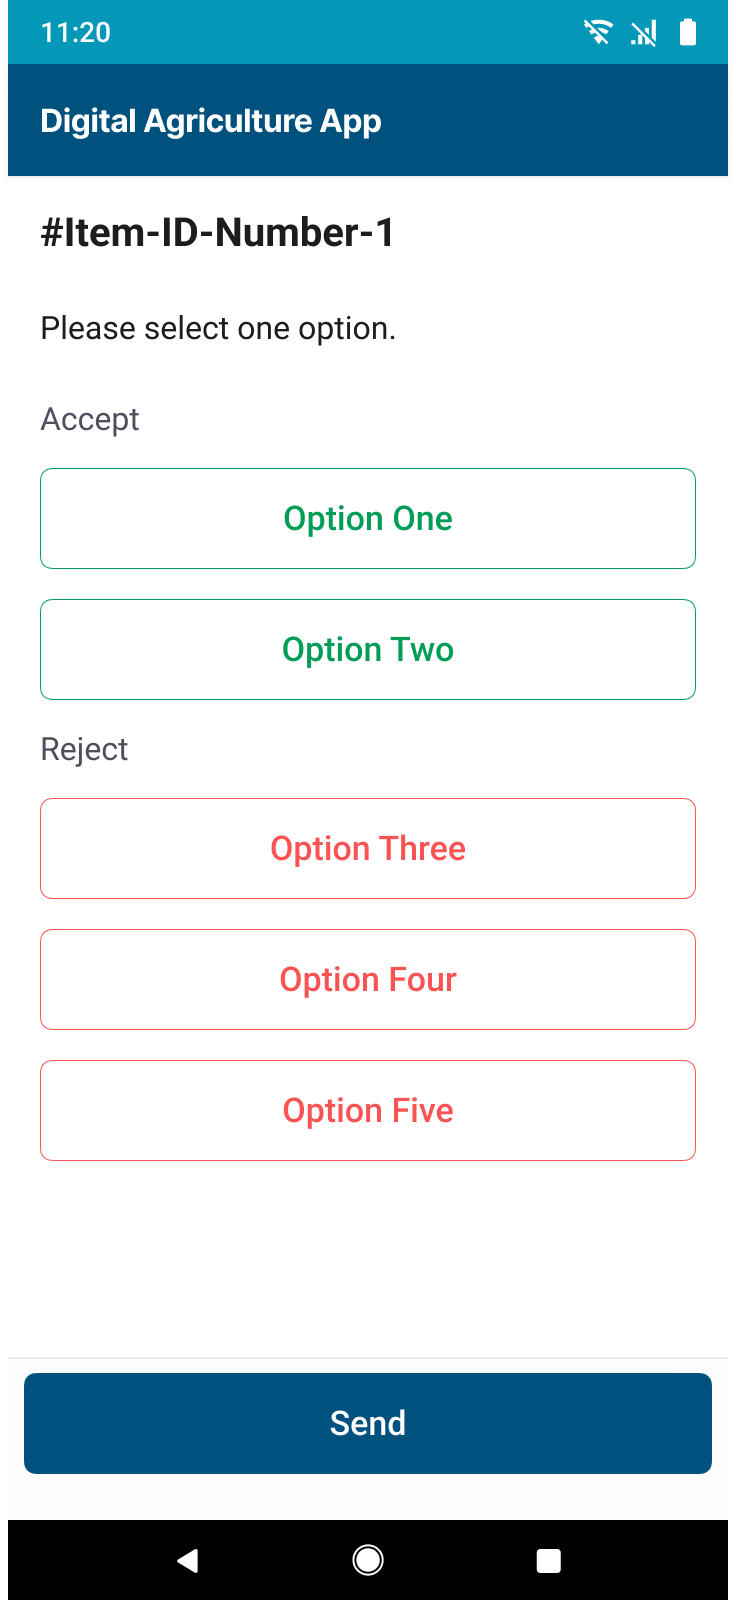 11:20
Digital Agriculture App
#Item-ID-Number-1
Please select one option.
Accept
Option One
Option Two
Reject
Option Three
Option Four
Option Five
Send